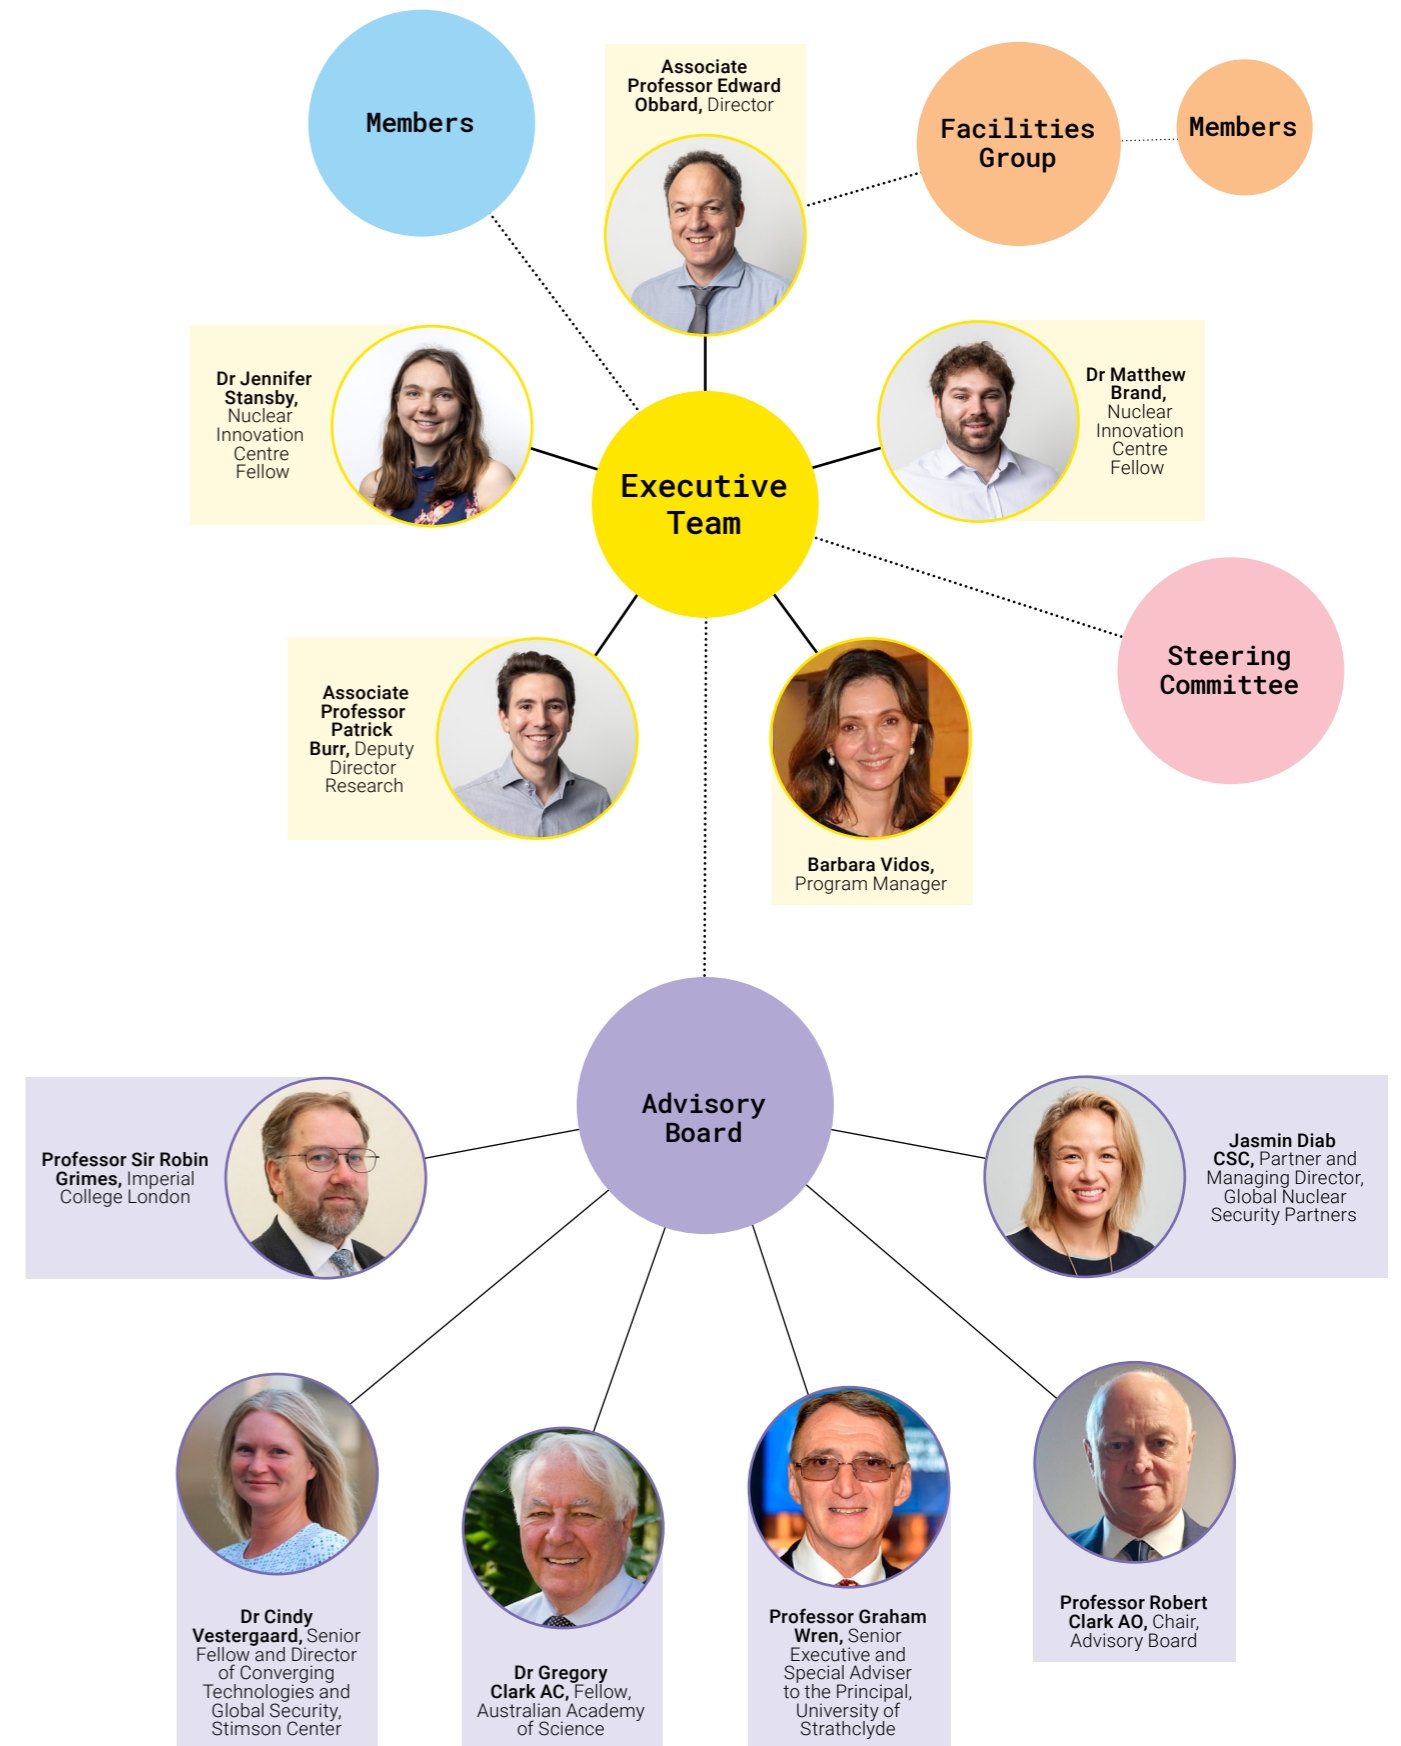 Members
Associate
Professor Edward
Obbard, Director
Facilities
Group
Members
Dr Jennifer
Stansby,
Nuclear
Innovation
Centre
Fellow
Dr Matthew
Brand,
Nuclear
Innovation
Centre
Fellow
Executive
Team
Steering
Committee
Associate
Professor
Patrick
Burr, Deputy
Director
Research
Barbara Vidos,
Program Manager
Advisory
Board
Professor Sir Robin
Grimes, Imperial
College London
Jasmin Diab
CSC, Partner and
Managing Director,
Global Nuclear
Security Partners
Dr Cindy
Vestergaard, Senior
Fellow and Director
of Converging
Technologies and
Global Security,
Stimson Center
Dr Gregory
Clark AC, Fellow,
Australian Academy
of Science
Professor Graham
Wren, Senior
Executive and
Special Adviser
to the Principal,
University of
Strathclyde
Professor Robert
Clark AO, Chair,
Advisory Board